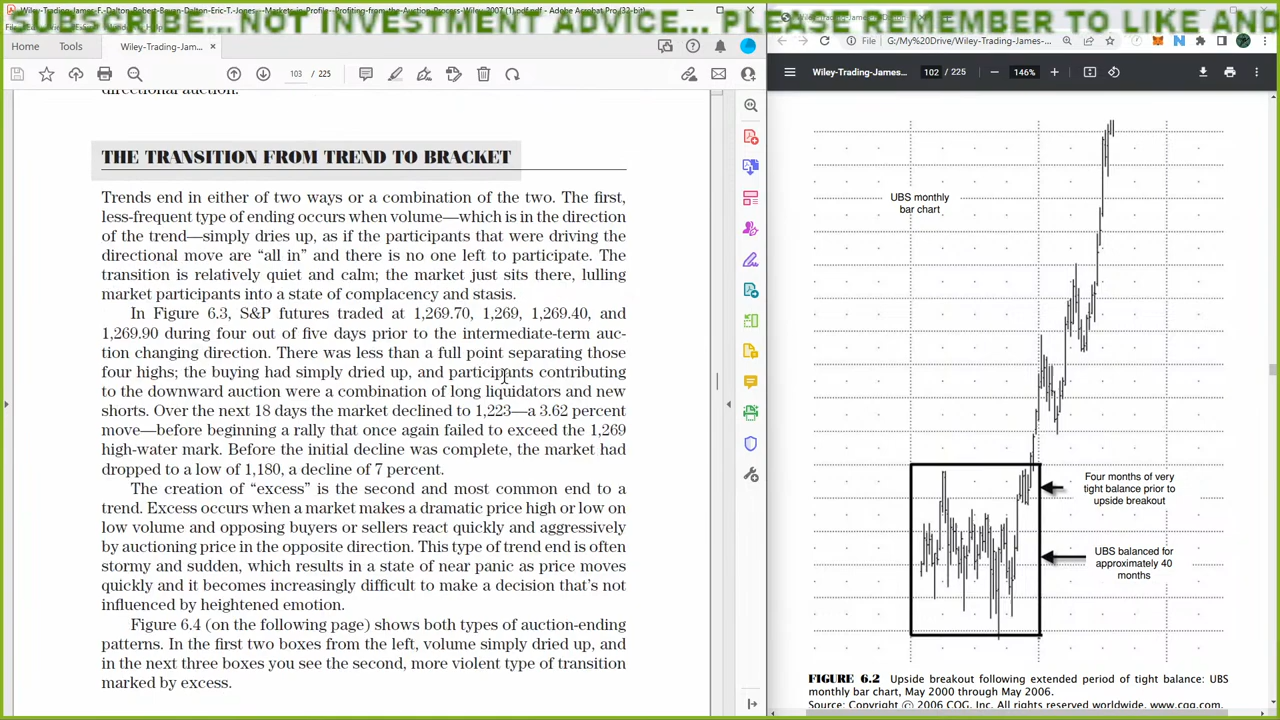 RIBE... NOT INVESTMENT ADVICE... PLEASE REMEMBER TO LIKE AND
Home
Tools
Wiley-Trading-Jam...
103 / 225
File
G:/My%20Drive/Wiley-Trading-James-...
Wiley-Trading-James...
102 / 225
146%
directional auction.
THE TRANSITION FROM TREND TO BRACKET
Trends end in either of two ways or a combination of the two. The first,
less-frequent type of ending occurs when volume—which is in the direction
of the trend—simply dries up, as if the participants that were driving the
directional move are “all in” and there is no one left to participate. The
transition is relatively quiet and calm; the market just sits there, lulling
market participants into a state of complacency and stasis.
In Figure 6.3, S&P futures traded at 1,269.70, 1,269, 1,269.40, and
1,269.90 during four out of five days prior to the intermediate-term auc-
tion changing direction. There was less than a full point separating those
four highs; the buying had simply dried up, and participants contributing
to the downward auction were a combination of long liquidators and new
shorts. Over the next 18 days the market declined to 1,223—a 3.62 percent
move—before beginning a rally that once again failed to exceed the 1,269
high-water mark. Before the initial decline was complete, the market had
dropped to a low of 1,180, a decline of 7 percent.
The creation of “excess” is the second and most common end to a
trend. Excess occurs when a market makes a dramatic price high or low on
low volume and opposing buyers or sellers react quickly and aggressively
by auctioning price in the opposite direction. This type of trend end is often
stormy and sudden, which results in a state of near panic as price moves
quickly and it becomes increasingly difficult to make a decision that’s not
influenced by heightened emotion.
Figure 6.4 (on the following page) shows both types of auction-ending
patterns. In the first two boxes from the left, volume simply dried up, and
in the next three boxes you see the second, more violent type of transition
marked by excess.
UBS monthly
bar chart
Four months of very
tight balance prior to
upside breakout
UBS balanced for
approximately 40
months
FIGURE 6.2 Upside breakout following extended period of tight balance: UBS
monthly bar chart, May 2000 through May 2006.
Source: Copyright © 2006 CQG, Inc. All rights reserved worldwide. www.cqg.com.